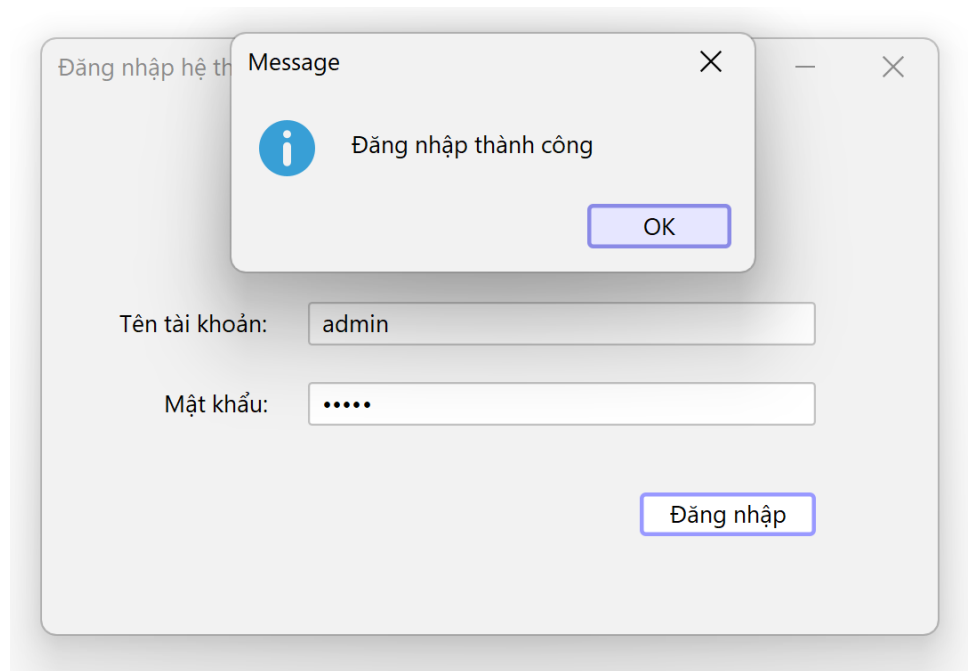 Đăng nhập hệ th
Message
Đăng nhập thành công
OK
Tên tài khoản: admin
Mật khẩu: •••••
Đăng nhập